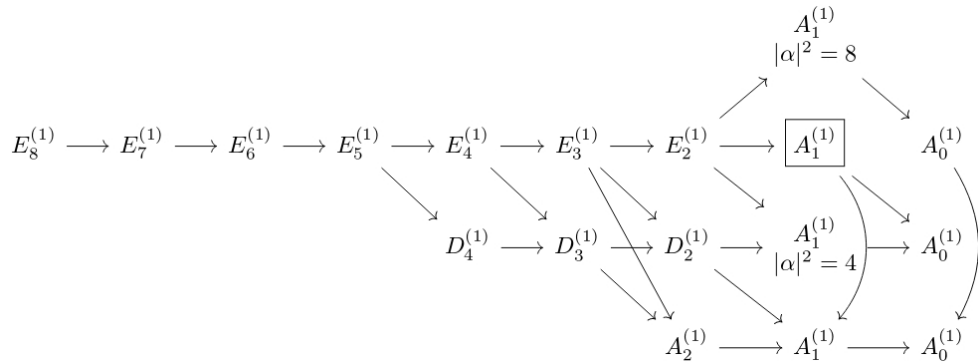 A_1^{(1)}
|α|^2 = 8
E_8^{(1)} E_7^{(1)} E_6^{(1)} E_5^{(1)} E_4^{(1)} E_3^{(1)} E_2^{(1)} A_1^{(1)} A_0^{(1)}
D_4^{(1)} D_3^{(1)} D_2^{(1)} A_1^{(1)} A_0^{(1)}
|α|^2 = 4
A_2^{(1)} A_1^{(1)} A_0^{(1)}